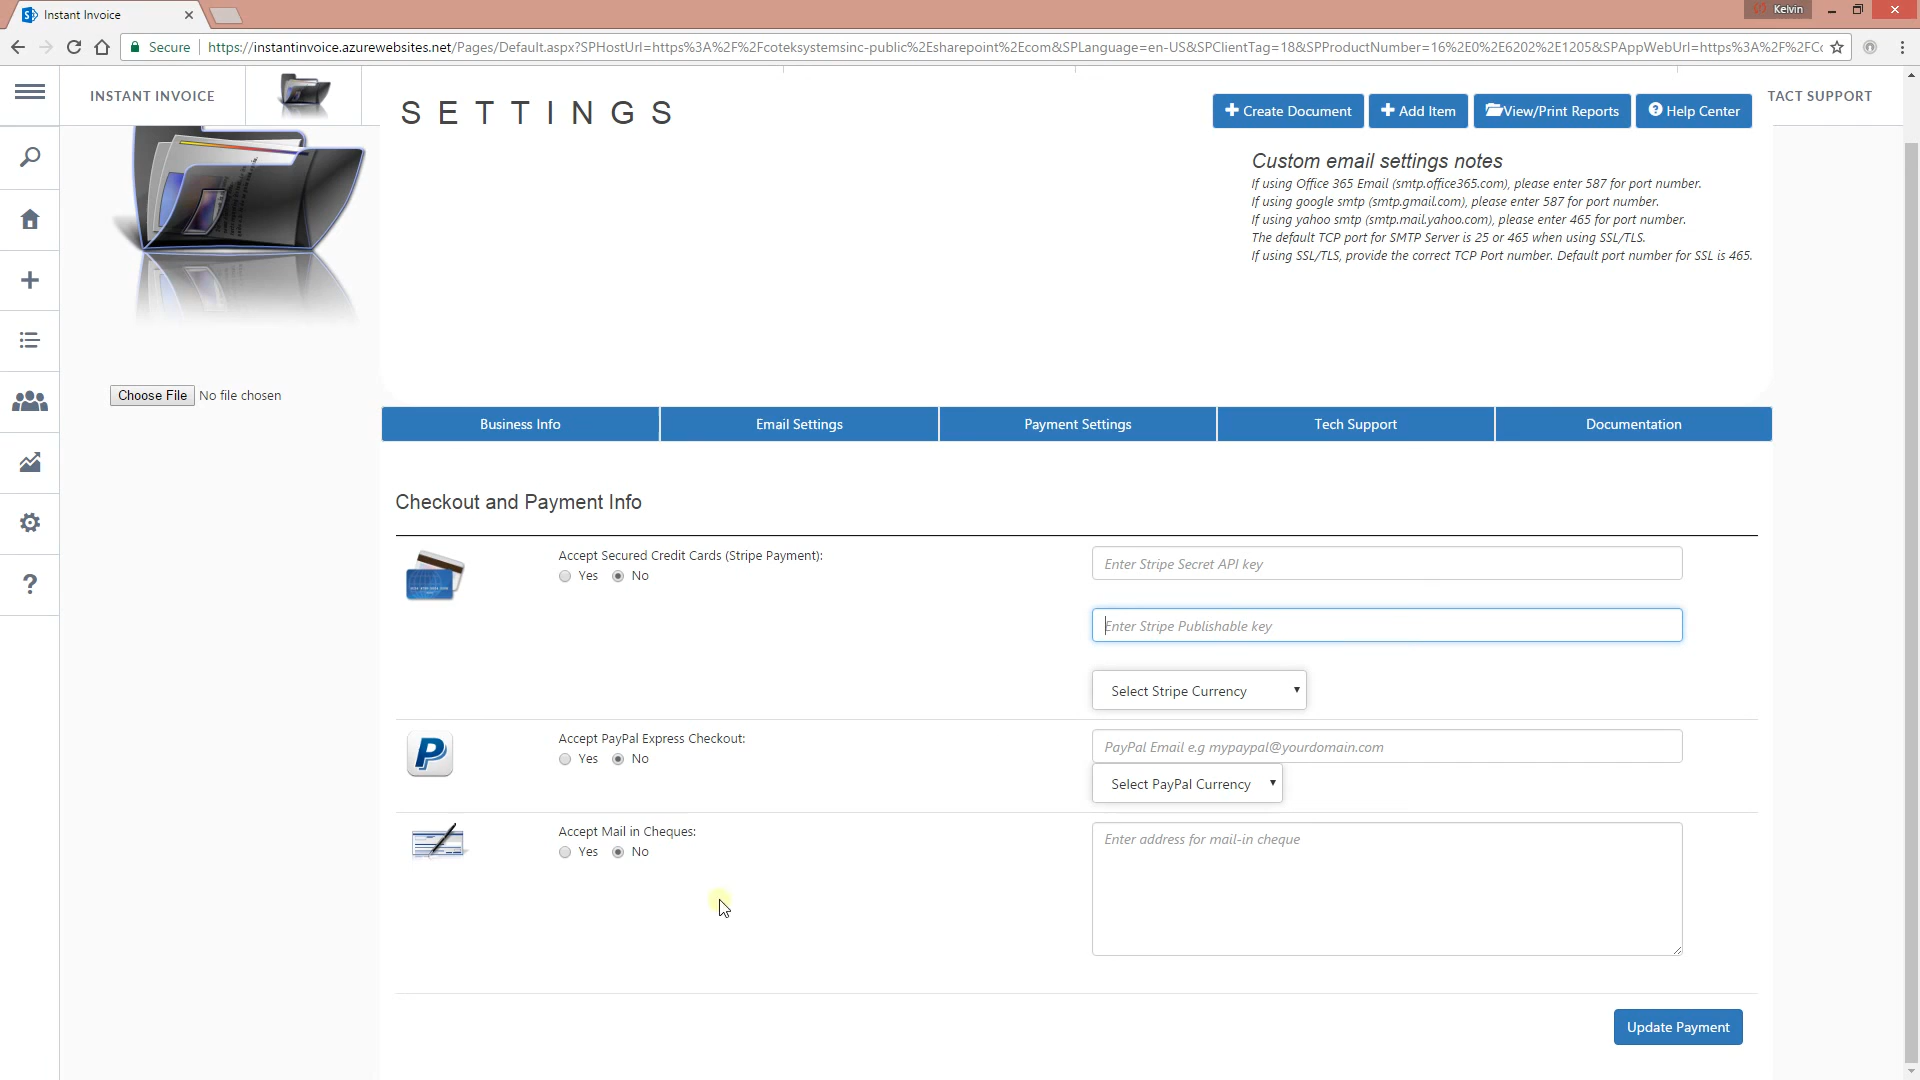 Instant Invoice
Kelvin
Secure
https://instantinvoice.azurewebsites.net/Pages/Default.aspx?SPHostUrl=https%3A%2F%2Fcoteksystemsinc-public%2Esharepoint%2Ecom&SPLanguage=en-US&SPClientTag=18&SPProductNumber=16%2E0%2E6202%2E1205&SPAppWebUrl=https%3A%2F%2FC
INSTANT INVOICE
SETTINGS
Create Document
Add Item
View/Print Reports
Help Center
TACT SUPPORT
Custom email settings notes
If using Office 365 Email (smtp.office365.com), please enter 587 for port number.
If using google smtp (smtp.gmail.com), please enter 587 for port number.
If using yahoo smtp (smtp.mail.yahoo.com), please enter 465 for port number.
The default TCP port for SMTP Server is 25 or 465 when using SSL/TLS.
If using SSL/TLS, provide the correct TCP Port number. Default port number for SSL is 465.
Choose File No file chosen
Business Info
Email Settings
Payment Settings
Tech Support
Documentation
Checkout and Payment Info
Accept Secured Credit Cards (Stripe Payment):
Yes No
Enter Stripe Secret API key
Enter Stripe Publishable key
Select Stripe Currency
Accept PayPal Express Checkout:
Yes No
PayPal Email e.g mypaypal@yourdomain.com
Select PayPal Currency
Accept Mail in Cheques:
Yes No
Enter address for mail-in cheque
Update Payment